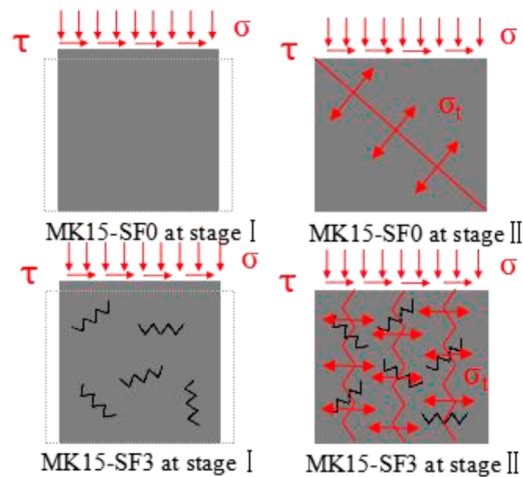 τ σ τ σ
σt
MK15-SF0 at stage Ⅰ MK15-SF0 at stage Ⅱ
τ σ τ σ
σt
MK15-SF3 at stage Ⅰ MK15-SF3 at stage Ⅱ